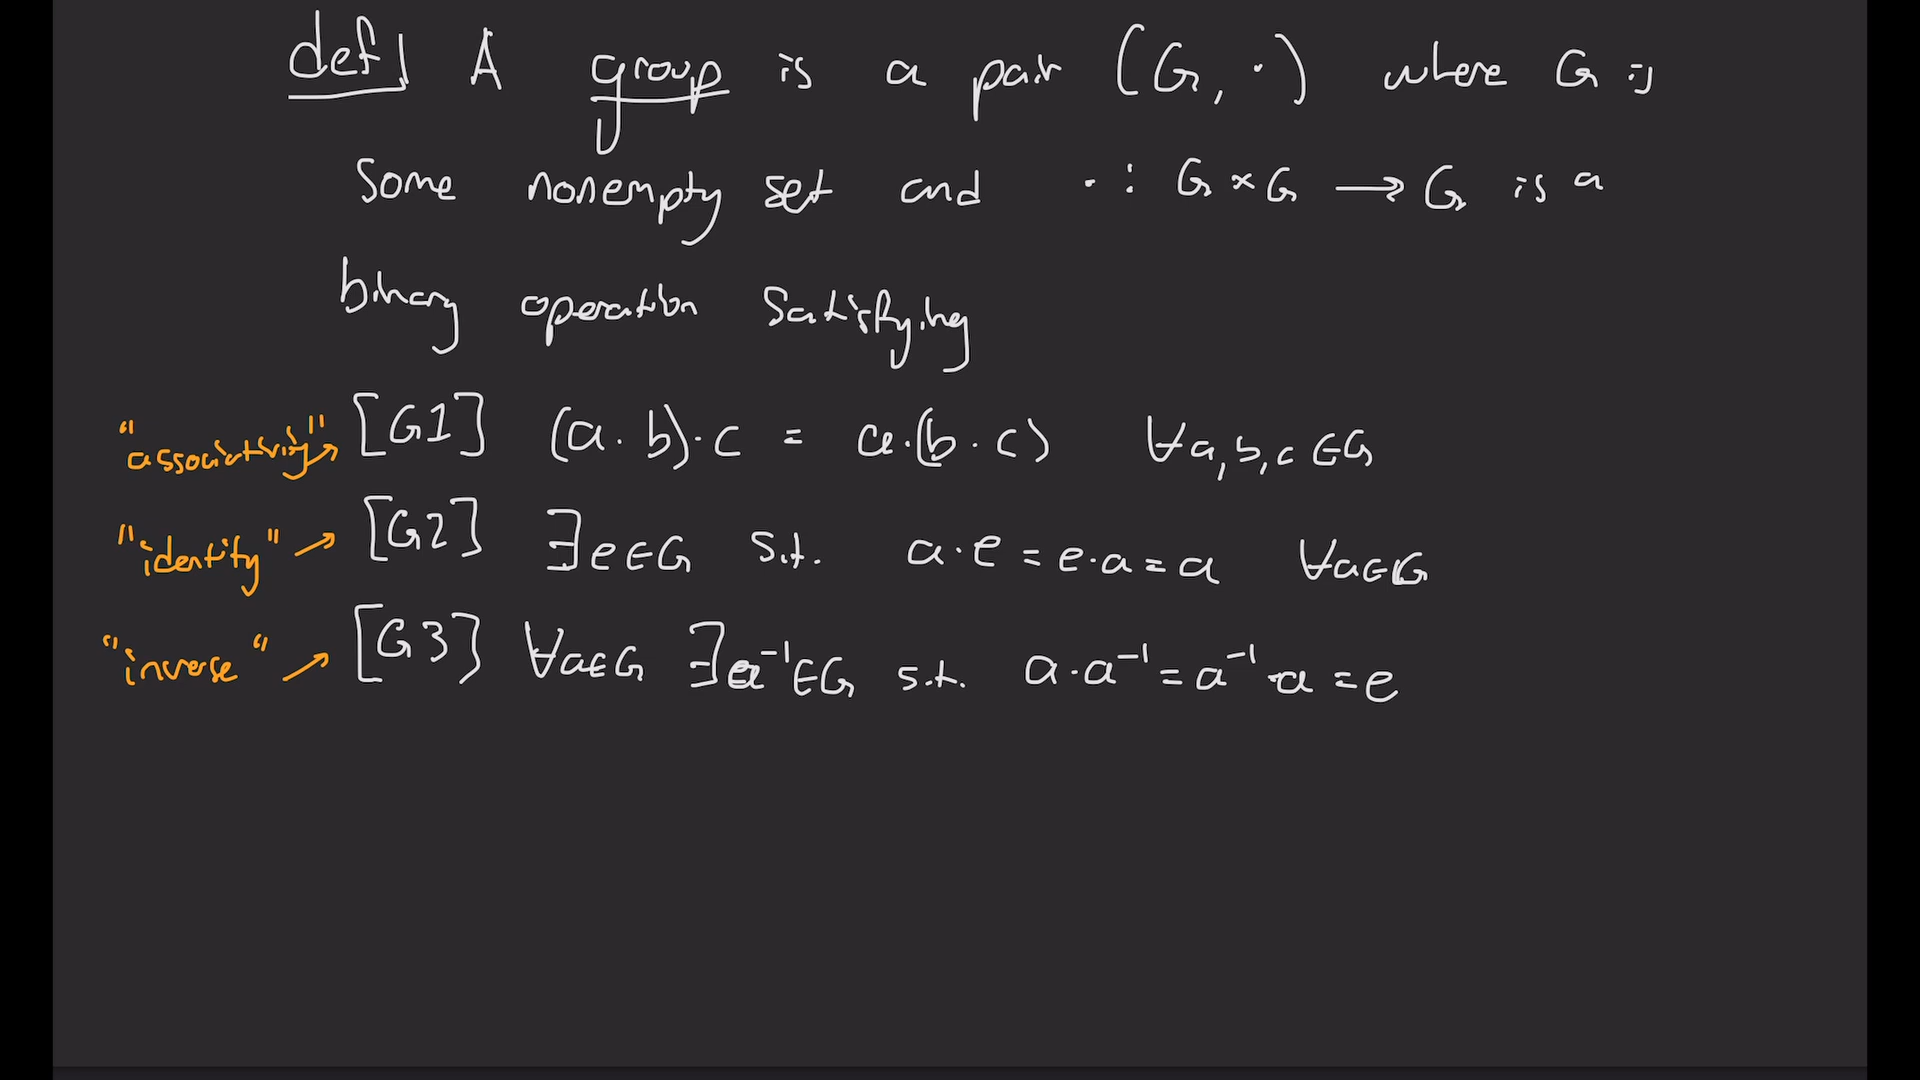 def] A group is a pair (G, ·) where G is
some nonempty set and · : G × G → G is a
binary operation satisfying
"associativity" → [G1] (a · b) · c = a · (b · c) ∀a, b, c ∈ G
"identity" → [G2] ∃e∈G s.t. a · e = e · a = a ∀a∈G
"inverse" → [G3] ∀a∈G ∃a⁻¹∈G s.t. a · a⁻¹ = a⁻¹ · a = e